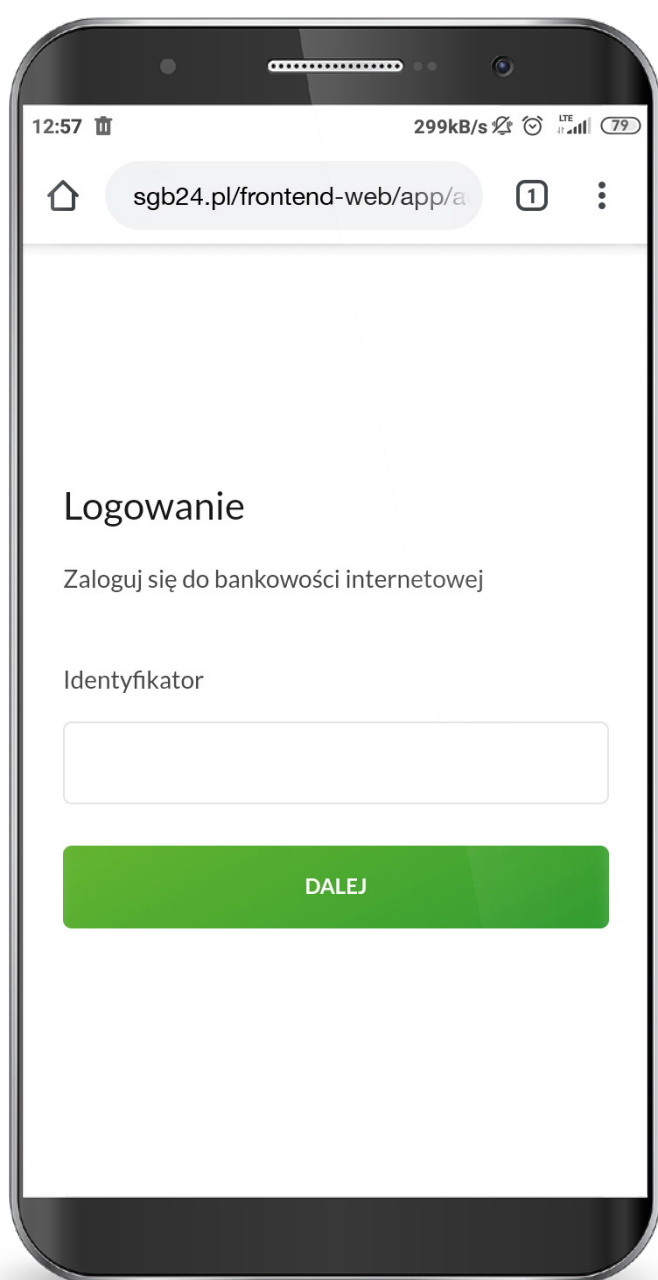 12:57 299kB/s LTE 79
sgb24.pl/frontend-web/app/a
1
Logowanie
Zaloguj się do bankowości internetowej
Identyfikator
DALEJ